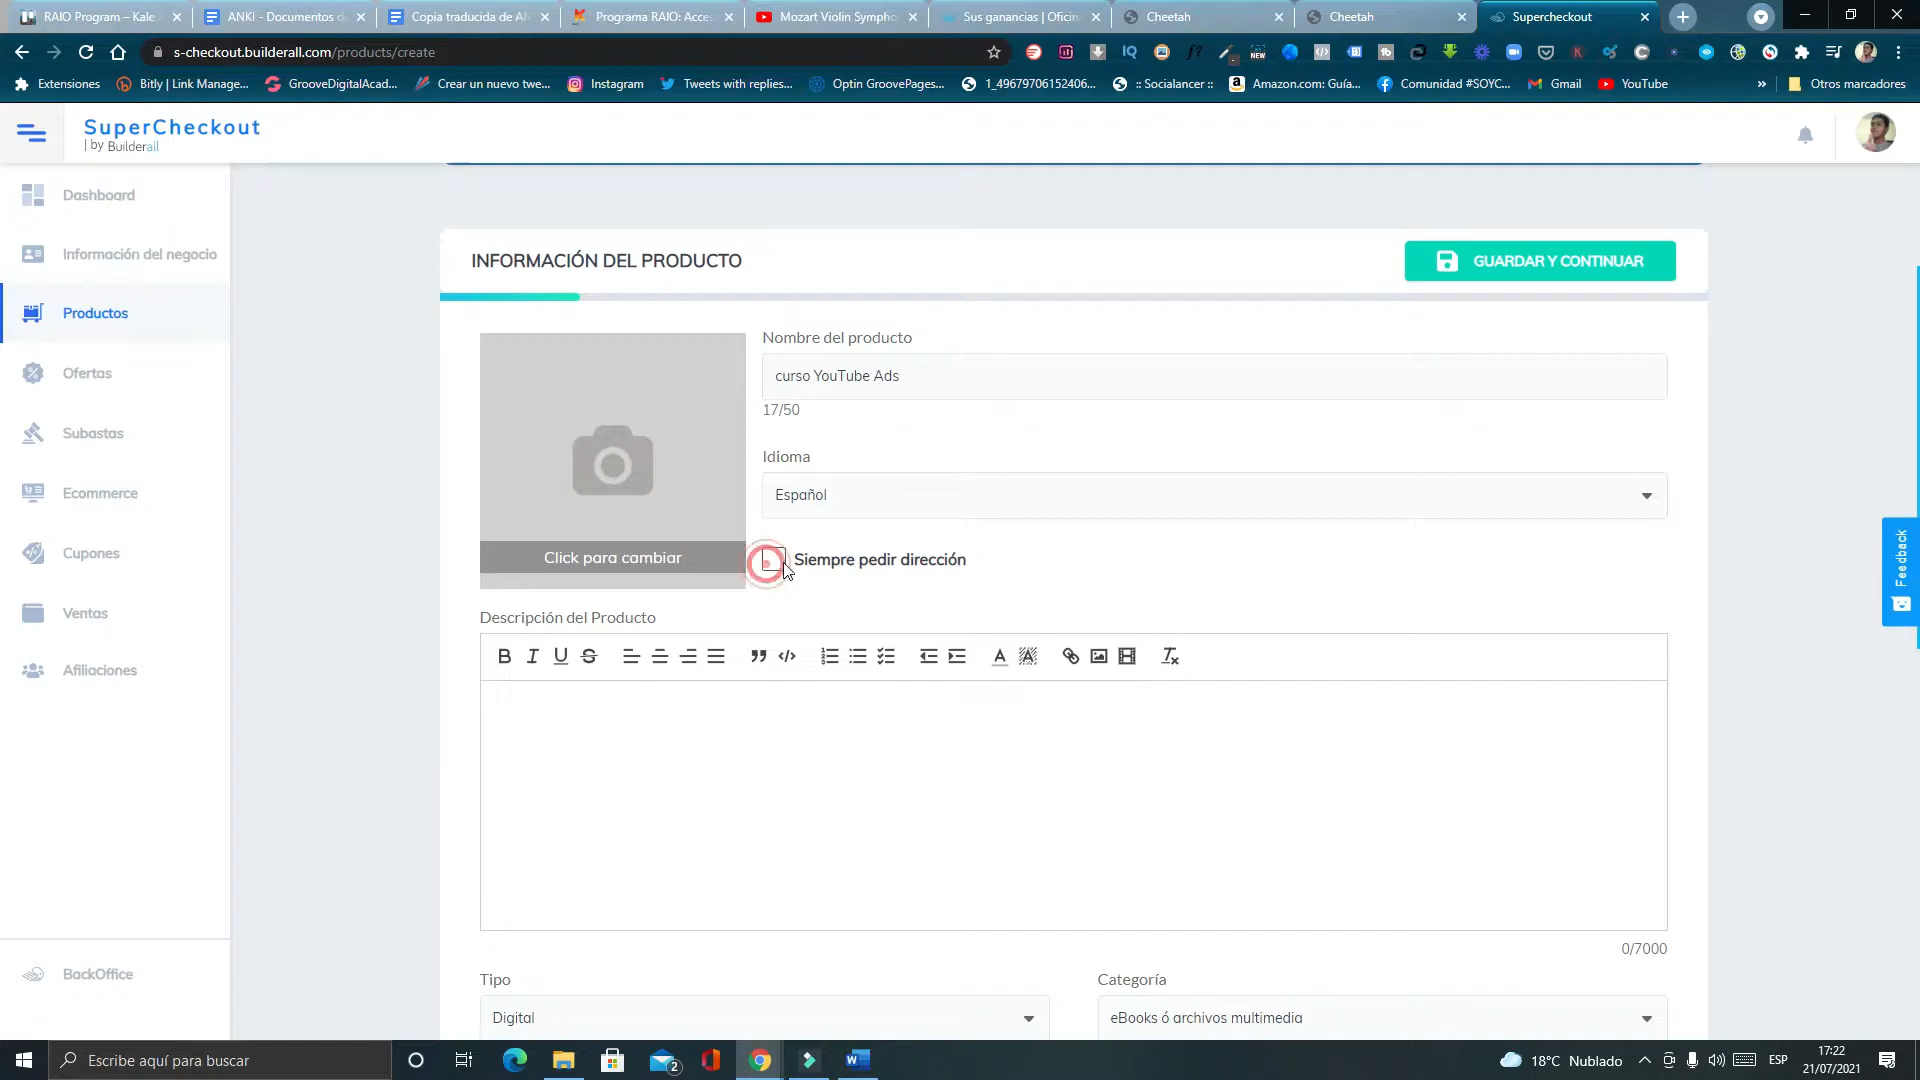 RAIO Program – Kale
ANKI - Documentos d
Copia traducida de AN
Programa RAIO: Acce
Mozart Violin Sympho
Sus ganancias | Oficin
Cheetah
Cheetah
Supercheckout
s-checkout.builderall.com/products/create
Extensiones
Bitly | Link Manage...
GrooveDigitalAcad...
Crear un nuevo twe...
Instagram
Tweets with replies...
Optin GroovePages...
1_49679706152406...
:: Socialancer ::
Amazon.com: Guía...
Comunidad #SOYC...
Gmail
YouTube
Otros marcadores
SuperCheckout
| by Builderall
Dashboard
Información del negocio
Productos
Ofertas
Subastas
Ecommerce
Cupones
Ventas
Afiliaciones
BackOffice
INFORMACIÓN DEL PRODUCTO
GUARDAR Y CONTINUAR
Click para cambiar
Nombre del producto
curso YouTube Ads
17/50
Idioma
Español
Siempre pedir dirección
Descripción del Producto
0/7000
Tipo
Digital
Categoría
eBooks ó archivos multimedia
Feedback
Escribe aquí para buscar
2
18°C Nublado
ESP
17:22
21/07/2021